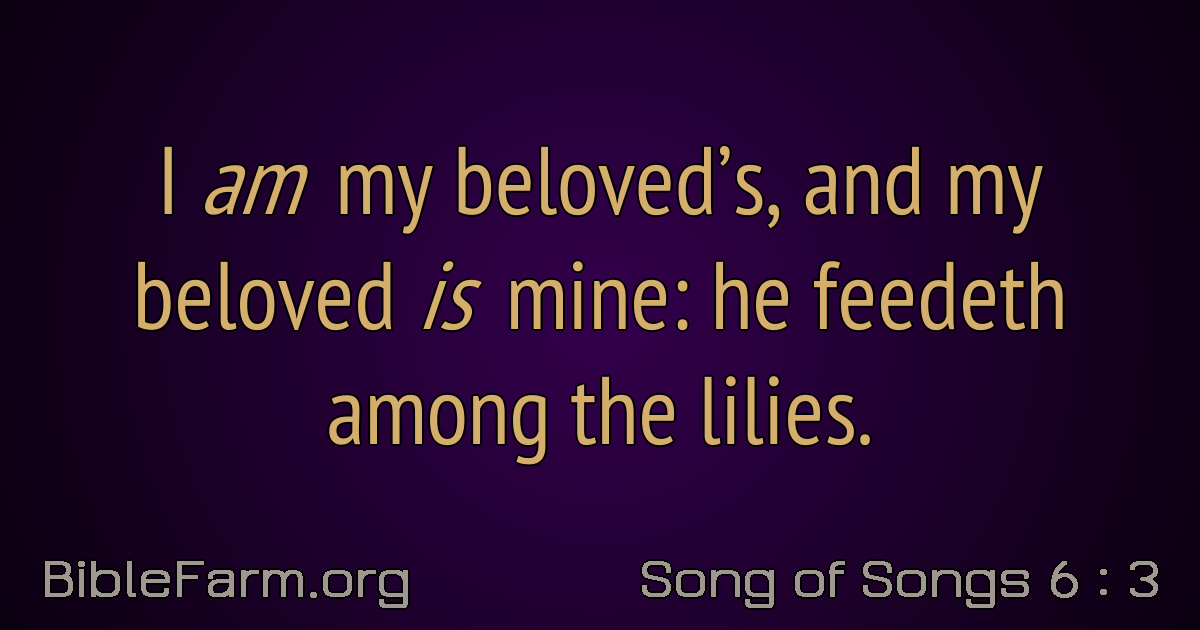 I am my beloved’s, and my
beloved is mine: he feedeth
among the lilies.
BibleFarm.org
Song of Songs 6 : 3